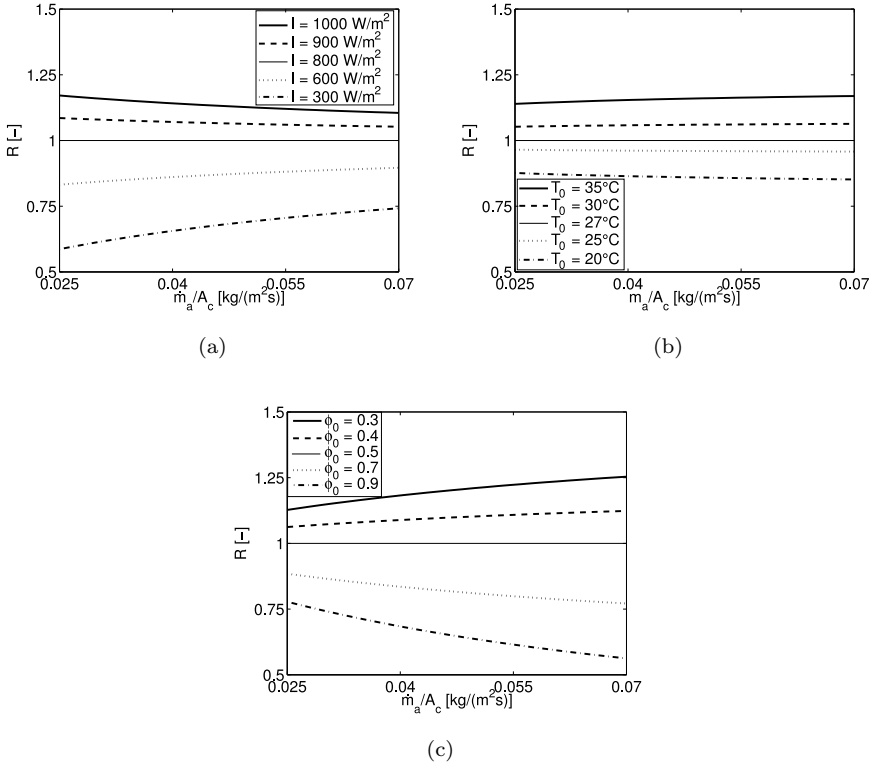 1.5
1.25
1
0.75
0.5
R [–]
I = 1000 W/m²
I = 900 W/m²
I = 800 W/m²
I = 600 W/m²
I = 300 W/m²
0.025 0.04 0.055 0.07
ṁₐ/A_c [kg/(m²s)]
(a)
1.5
1.25
1
0.75
0.5
R [–]
T₀ = 35°C
T₀ = 30°C
T₀ = 27°C
T₀ = 25°C
T₀ = 20°C
0.025 0.04 0.055 0.07
ṁₐ/A_c [kg/(m²s)]
(b)
1.5
1.25
1
0.75
0.5
R [–]
ϕ₀ = 0.3
ϕ₀ = 0.4
ϕ₀ = 0.5
ϕ₀ = 0.7
ϕ₀ = 0.9
0.025 0.04 0.055 0.07
ṁₐ/A_c [kg/(m²s)]
(c)